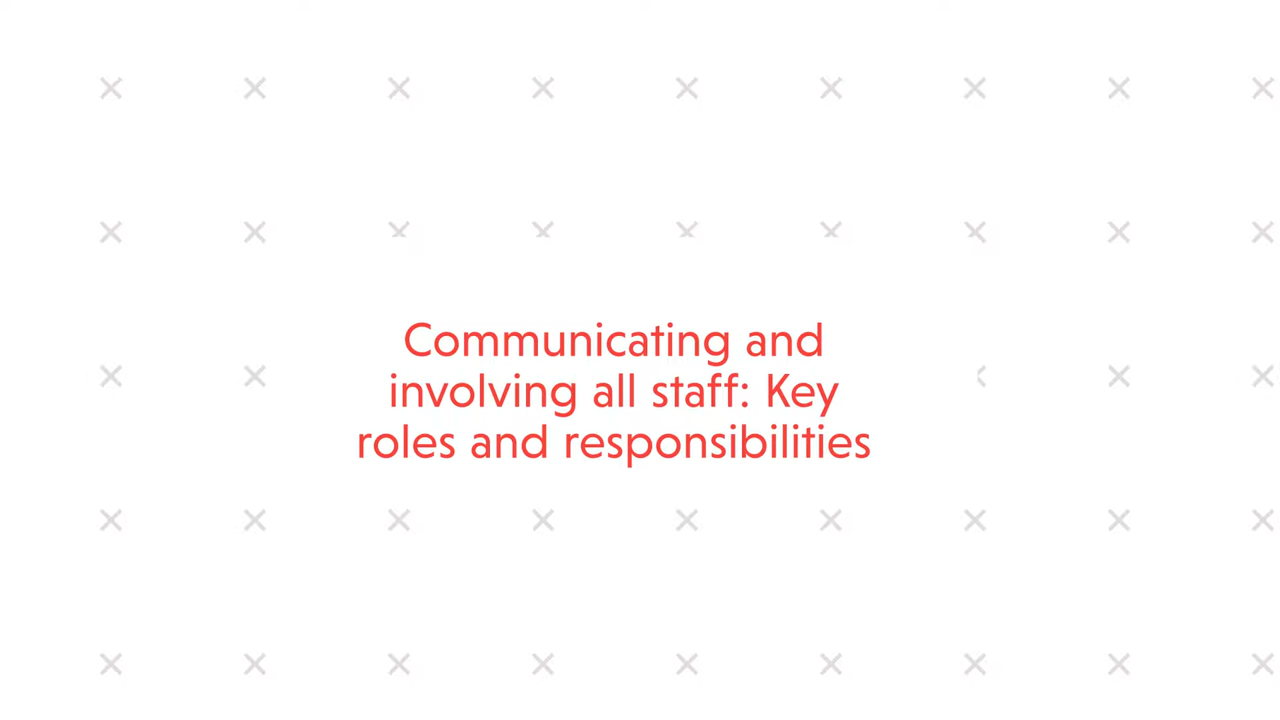 Communicating and
involving all staff: Key
roles and responsibilities